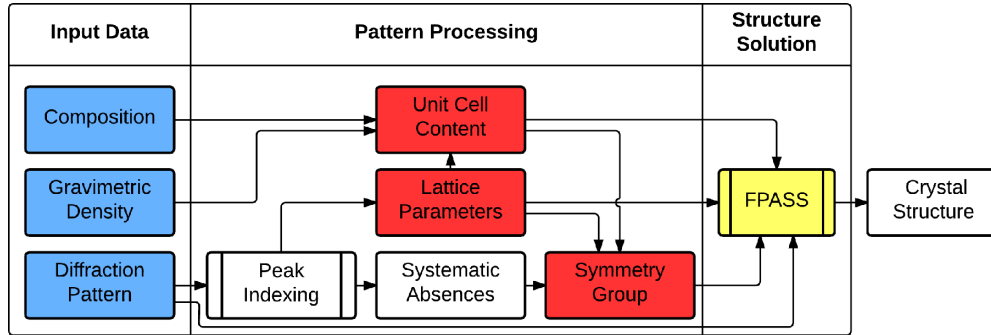 Input Data
Pattern Processing
Structure
Solution
Composition
Unit Cell
Content
Gravimetric
Density
Lattice
Parameters
FPASS
Crystal
Structure
Diffraction
Pattern
Peak
Indexing
Systematic
Absences
Symmetry
Group